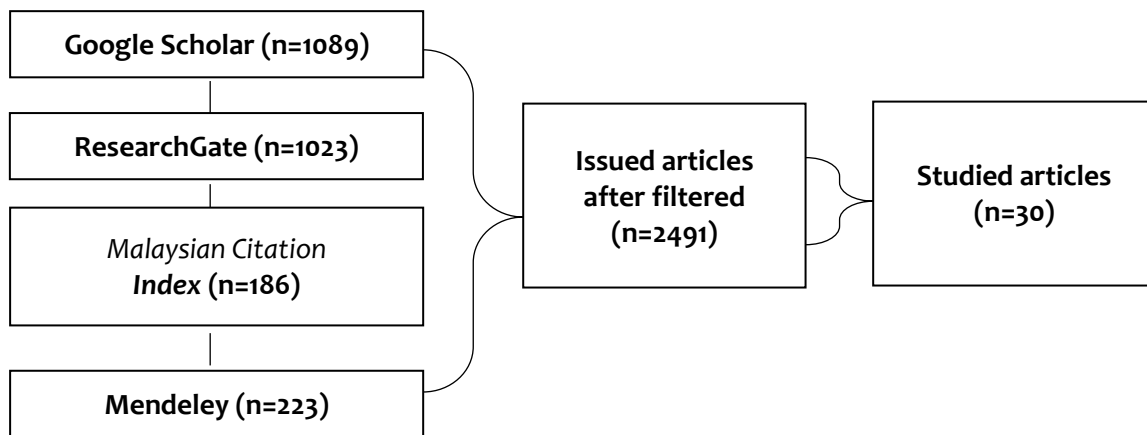 Google Scholar (n=1089)
ResearchGate (n=1023)
Malaysian Citation
Index (n=186)
Mendeley (n=223)
Issued articles
after filtered
(n=2491)
Studied articles
(n=30)